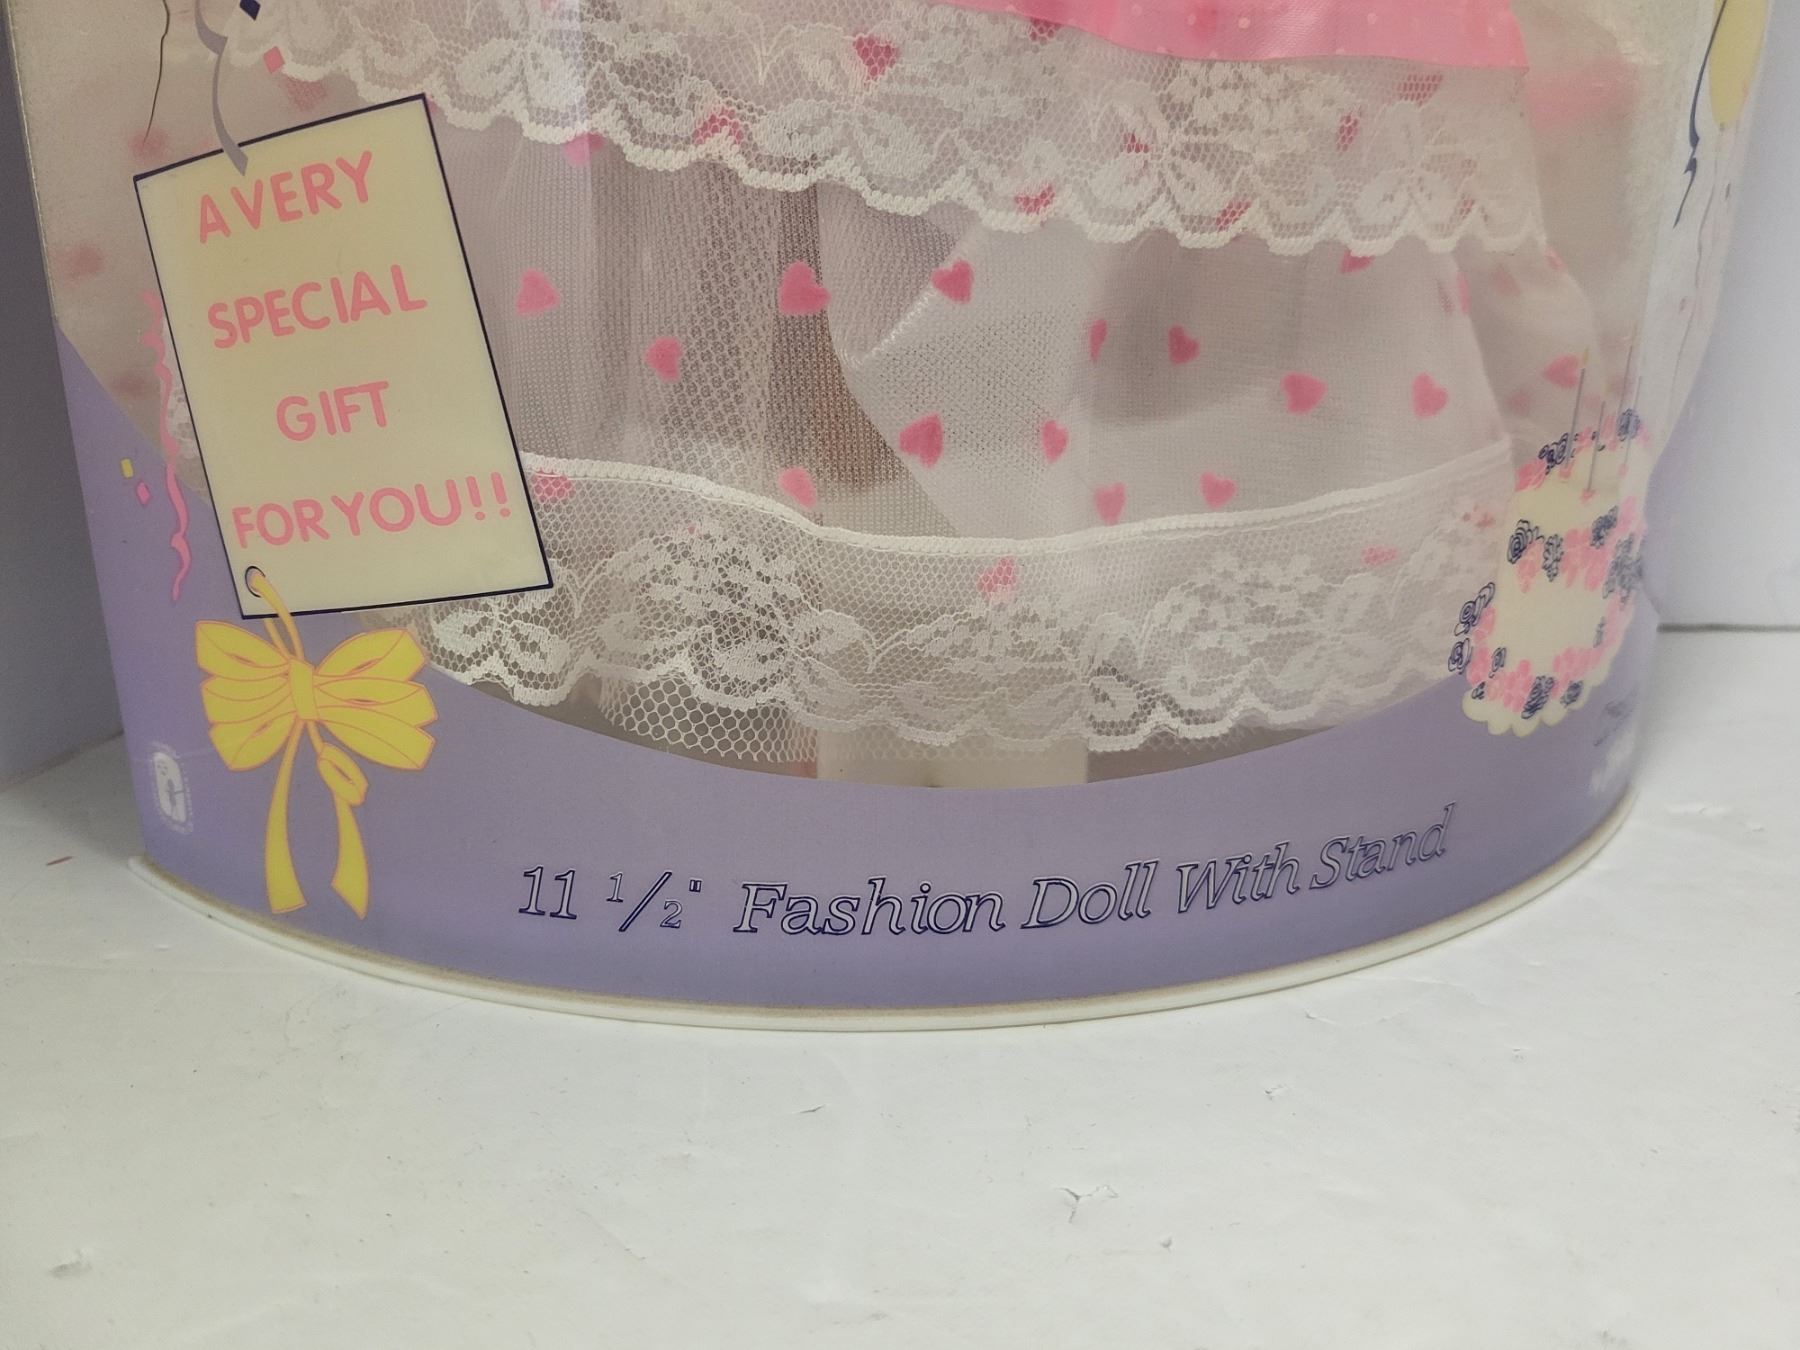 A VERY
SPECIAL
GIFT
FOR YOU!!
11 1/2" Fashion Doll With Stand